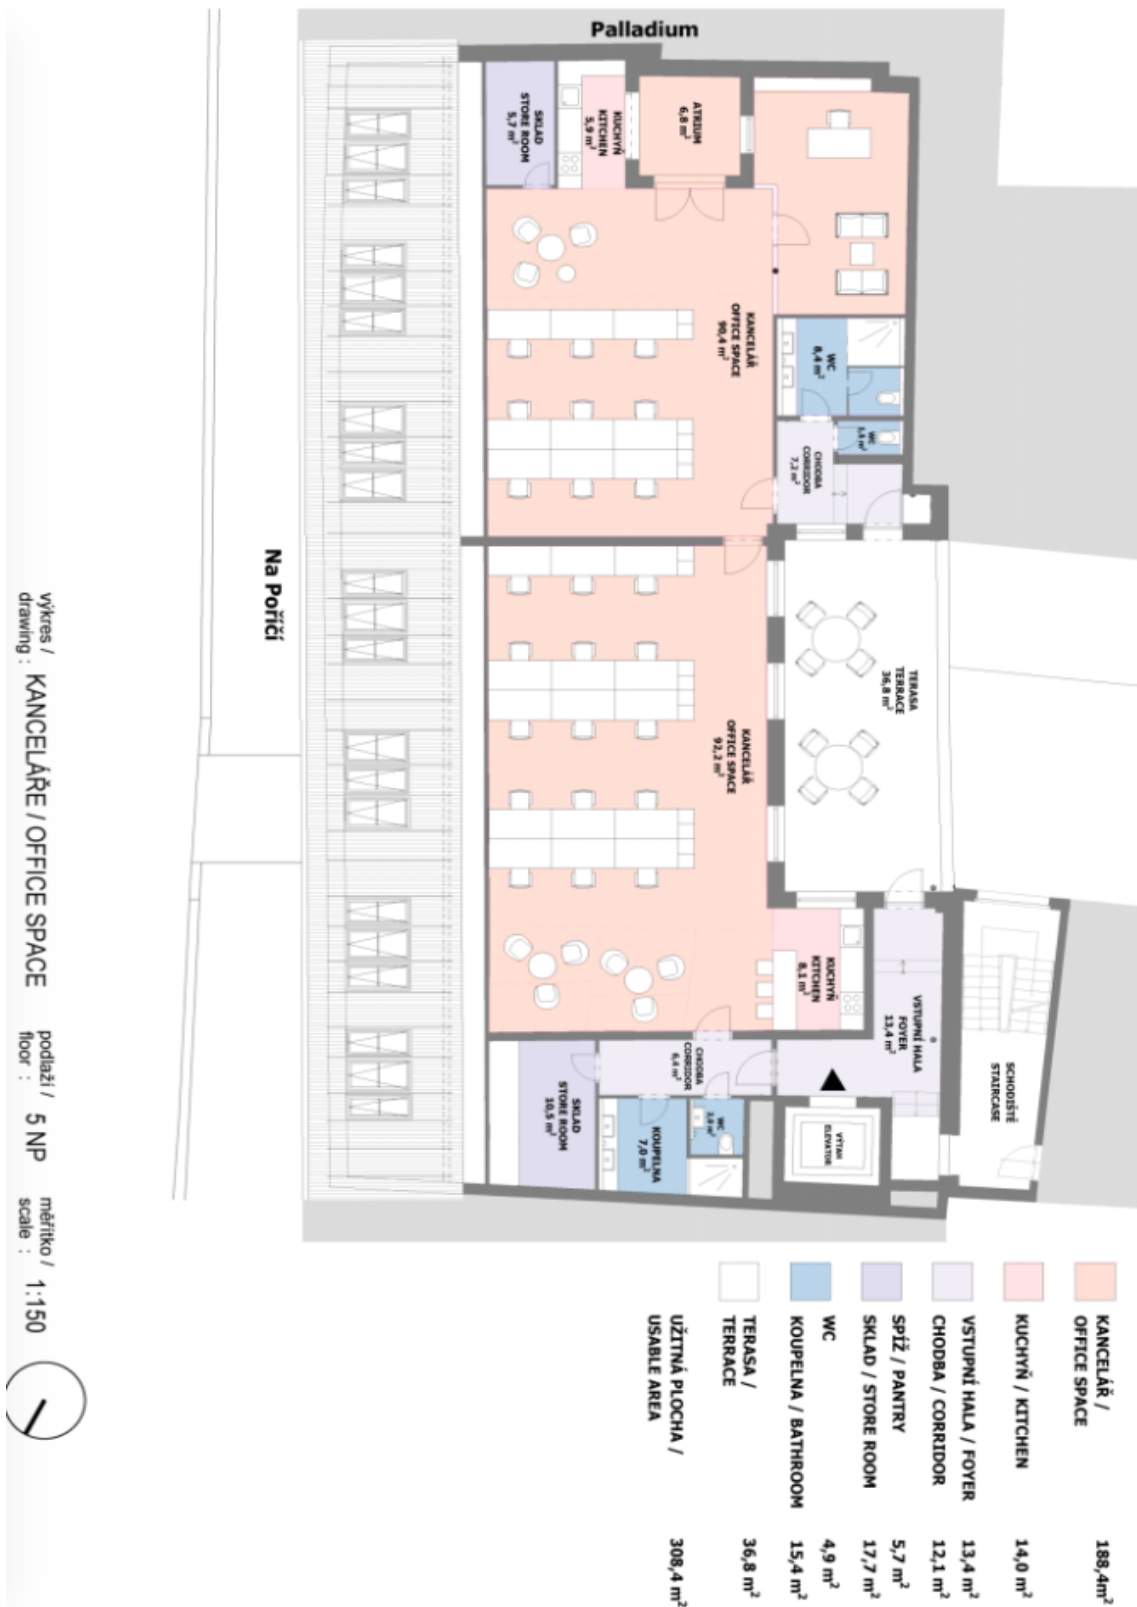 Palladium
SKLAD
STORE ROOM
5,7 m²
KUCHYŇ
KITCHEN
5,9 m²
ATRIUM
6,8 m²
KANCELÁŘ
OFFICE SPACE
90,4 m²
WC
8,4 m²
WC
CHODBA
CORRIDOR
7,2 m²
TERASA
TERRACE
36,8 m²
KANCELÁŘ
OFFICE SPACE
92,2 m²
KUCHYŇ
KITCHEN
8,1 m²
VSTUPNÍ HALA
FOYER
13,4 m²
SCHODIŠTĚ
STAIRCASE
CHODBA
CORRIDOR
SKLAD
STORE ROOM
10,5 m²
KOUPELNA
7,0 m²
WC
VÝTAH
ELEVATOR
Na Poříčí
KANCELÁŘ /
OFFICE SPACE 188,4m²
KUCHYŇ / KITCHEN 14,0 m²
VSTUPNÍ HALA / FOYER 13,4 m²
CHODBA / CORRIDOR 12,1 m²
SPÍŽ / PANTRY 5,7 m²
SKLAD / STORE ROOM 17,7 m²
WC 4,9 m²
KOUPELNA / BATHROOM 15,4 m²
TERASA /
TERRACE 36,8 m²
UŽITNÁ PLOCHA /
USABLE AREA 308,4 m²
výkres /
drawing : KANCELÁŘE / OFFICE SPACE
podlaží /
floor : 5 NP
měřítko /
scale : 1:150